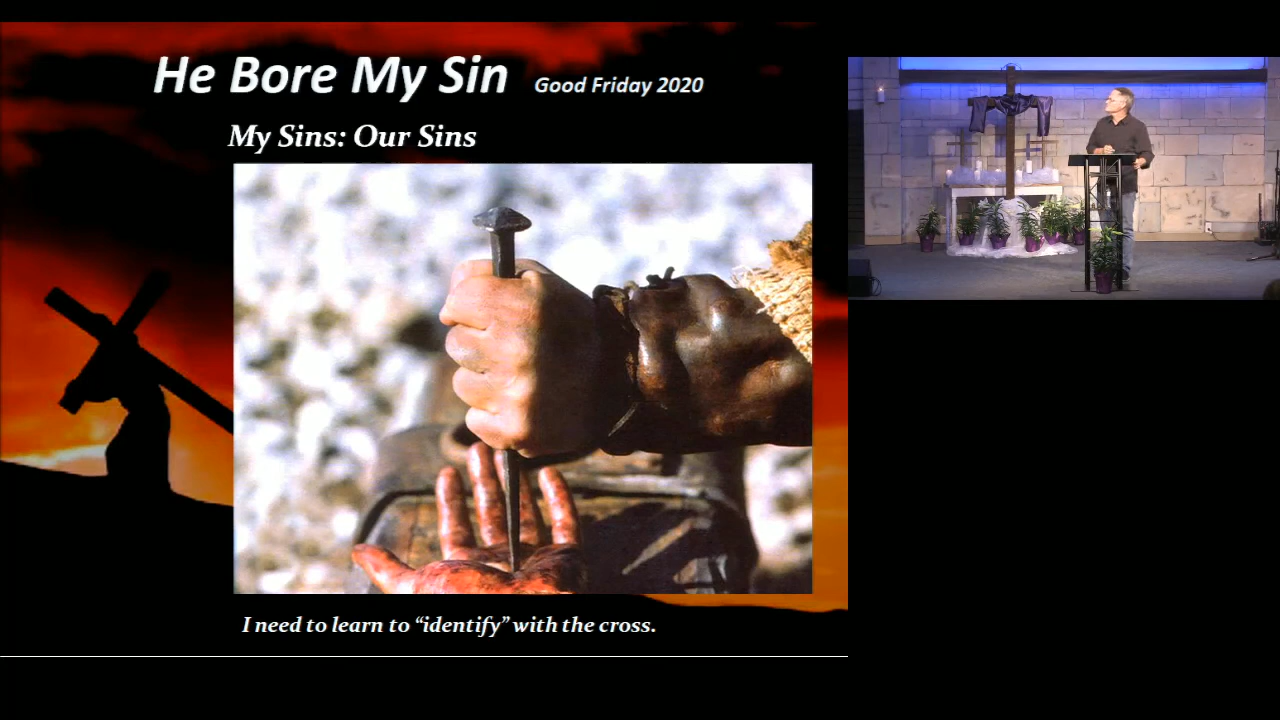 He Bore My Sin Good Friday 2020
My Sins: Our Sins
I need to learn to “identify” with the cross.